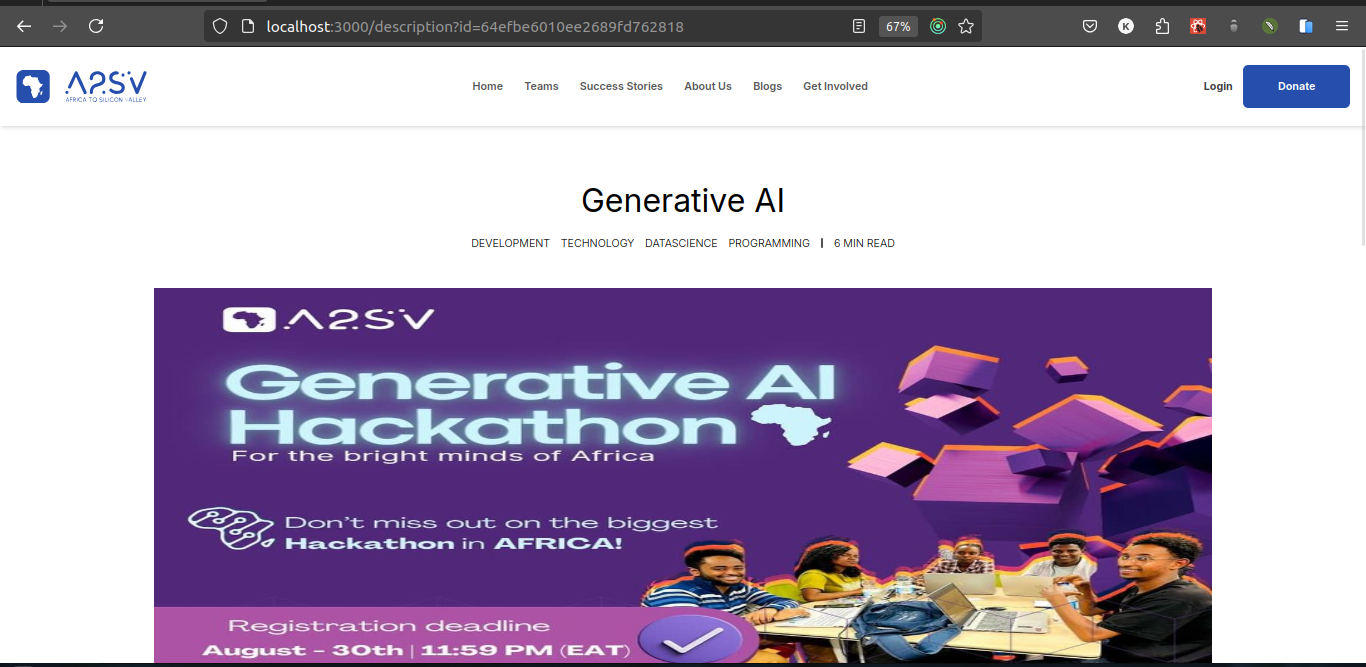 localhost:3000/description?id=64efbe6010ee2689fd762818
67%
K
A2SV
AFRICA TO SILICON VALLEY
Home Teams Success Stories About Us Blogs Get Involved
Login Donate
Generative AI
DEVELOPMENT TECHNOLOGY DATASCIENCE PROGRAMMING | 6 MIN READ
A2SV
Generative AI
Hackathon
For the bright minds of Africa
Don't miss out on the biggest
Hackathon in AFRICA!
Registration deadline
August - 30th | 11:59 PM (EAT)